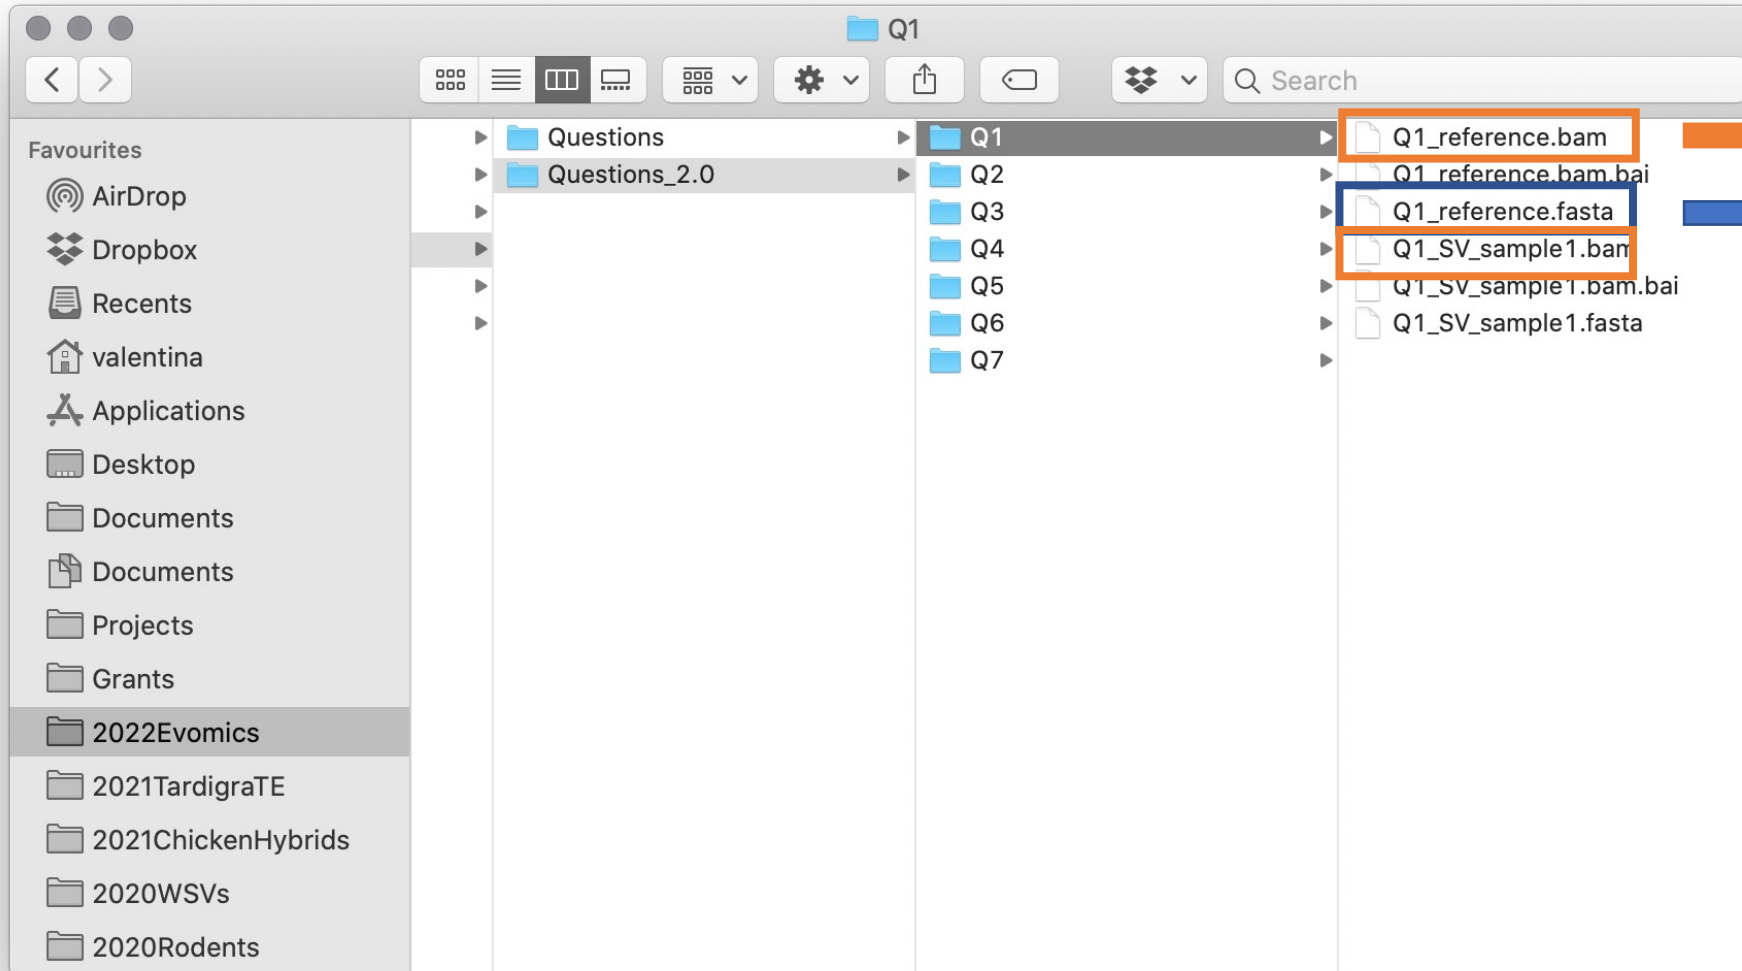 Q1
Search
Favourites
AirDrop
Dropbox
Recents
valentina
Applications
Desktop
Documents
Documents
Projects
Grants
2022Evomics
2021TardigraTE
2021ChickenHybrids
2020WSVs
2020Rodents
Questions
Questions_2.0
Q1
Q2
Q3
Q4
Q5
Q6
Q7
Q1_reference.bam
Q1_reference.bam.bai
Q1_reference.fasta
Q1_SV_sample1.bam
Q1_SV_sample1.bam.bai
Q1_SV_sample1.fasta